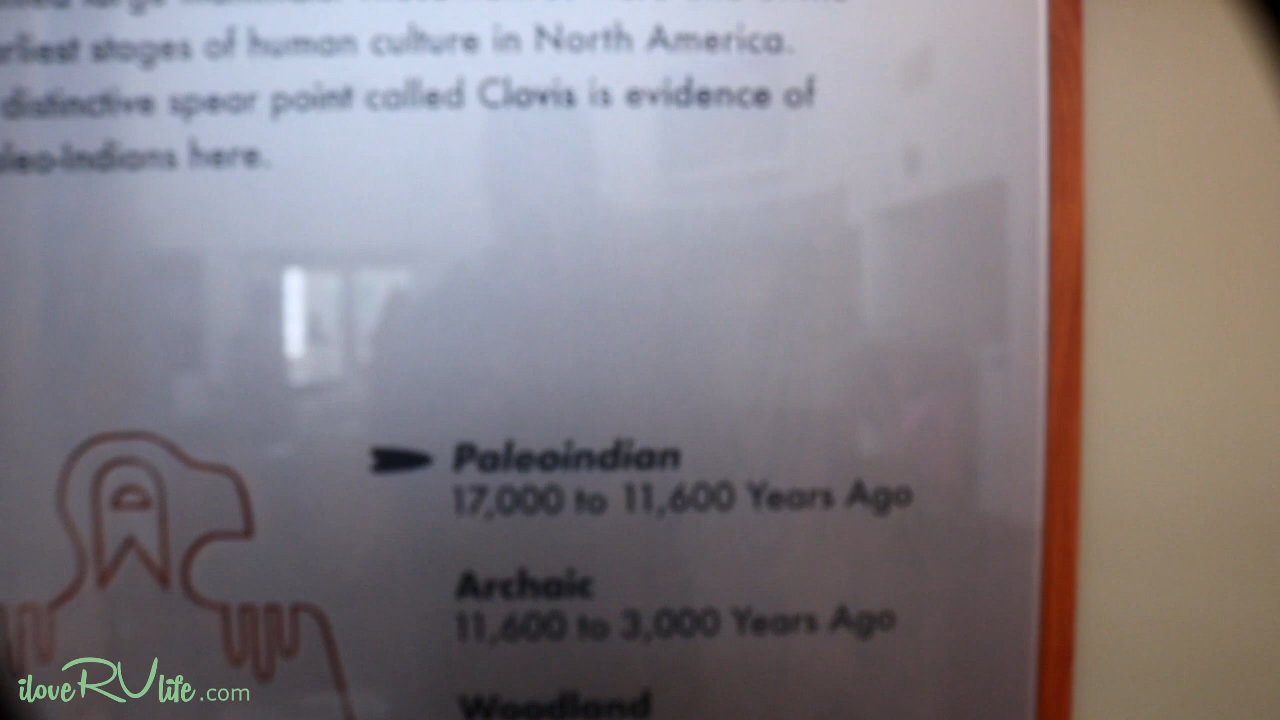 earliest stages of human culture in North America.
distinctive spear point called Clovis is evidence of
Paleo-Indians here.
Paleoindian
17,000 to 11,600 Years Ago
Archaic
11,600 to 3,000 Years Ago
Woodland
iloveRVlife.com